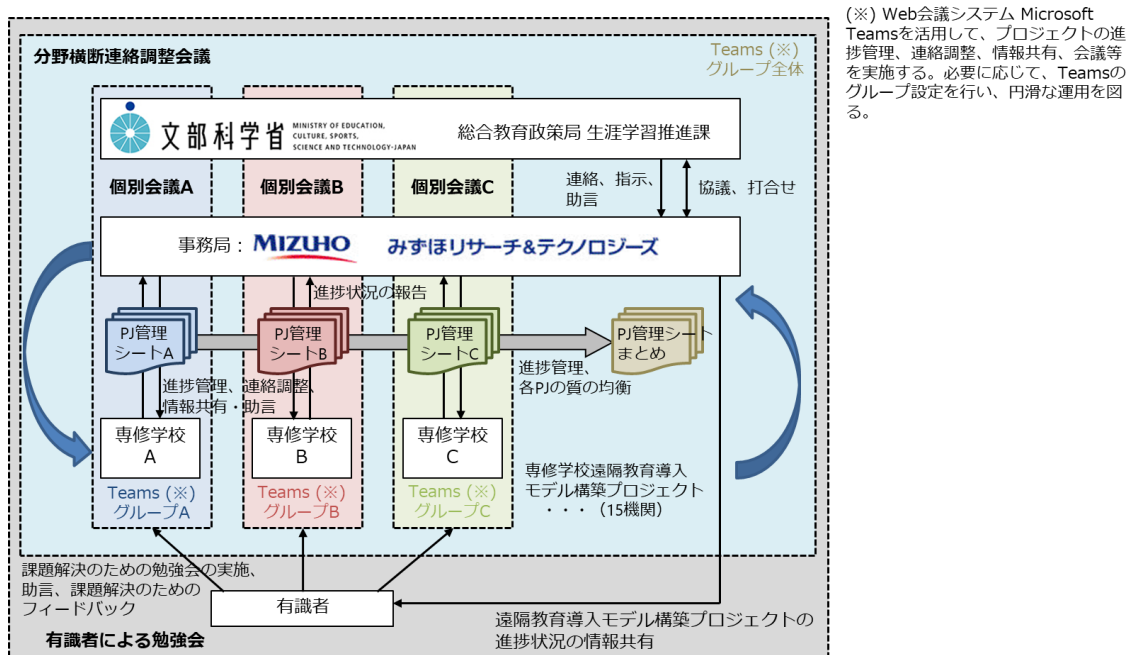 (※) Web会議システム Microsoft
Teamsを活用して、プロジェクトの進
捗管理、連絡調整、情報共有、会議等
を実施する。必要に応じて、Teamsの
グループ設定を行い、円滑な運用を図
る。
分野横断連絡調整会議
Teams (※)
グループ全体
文部科学省
MINISTRY OF EDUCATION,
CULTURE, SPORTS,
SCIENCE AND TECHNOLOGY-JAPAN
総合教育政策局 生涯学習推進課
個別会議A
個別会議B
個別会議C
連絡、指示、
助言
協議、打合せ
事務局：
MIZUHO
みずほリサーチ&テクノロジーズ
進捗状況の報告
PJ管理
シートA
PJ管理
シートB
PJ管理
シートC
PJ管理シート
まとめ
進捗管理、連絡調整、
情報共有・助言
進捗管理、
各PJの質の均衡
専修学校
A
専修学校
B
専修学校
C
Teams (※)
グループA
Teams (※)
グループB
Teams (※)
グループC
専修学校遠隔教育導入
モデル構築プロジェクト
・・・（15機関）
課題解決のための勉強会の実施、
助言、課題解決のための
フィードバック
有識者
遠隔教育導入モデル構築プロジェクトの
進捗状況の情報共有
有識者による勉強会